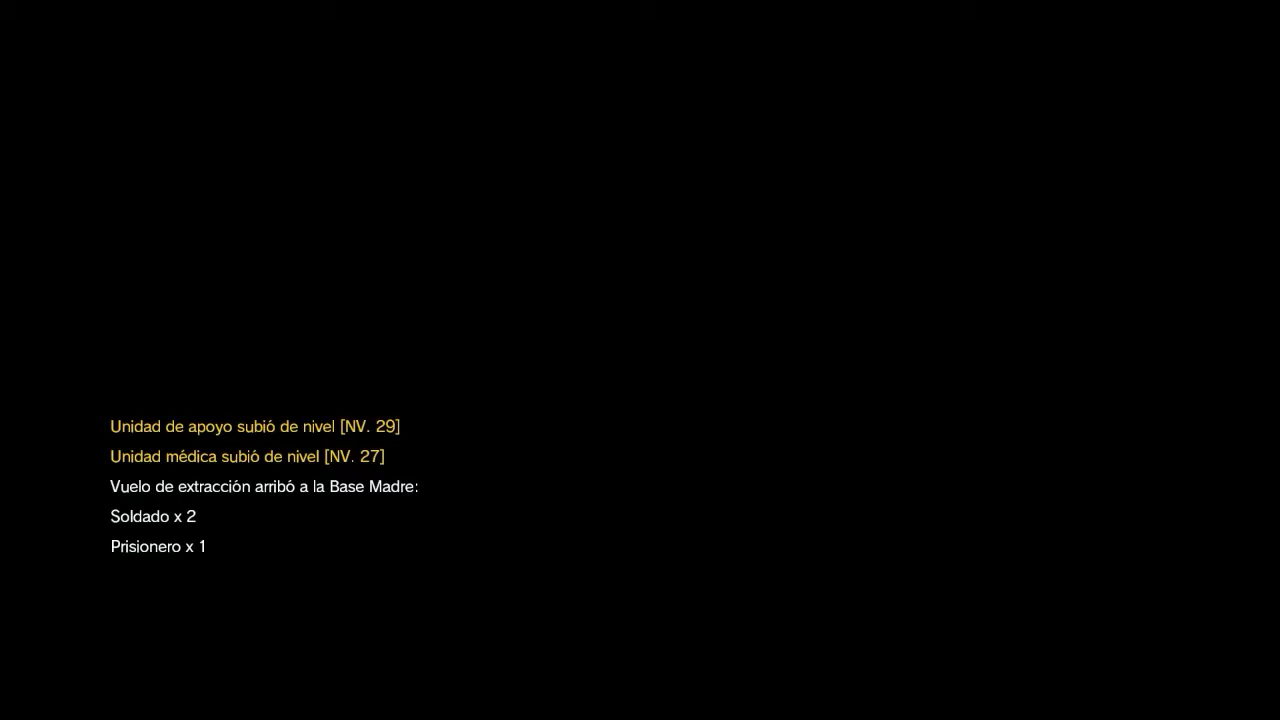 Unidad de apoyo subió de nivel [NV. 29]
Unidad médica subió de nivel [NV. 27]
Vuelo de extracción arribó a la Base Madre:
Soldado x 2
Prisionero x 1